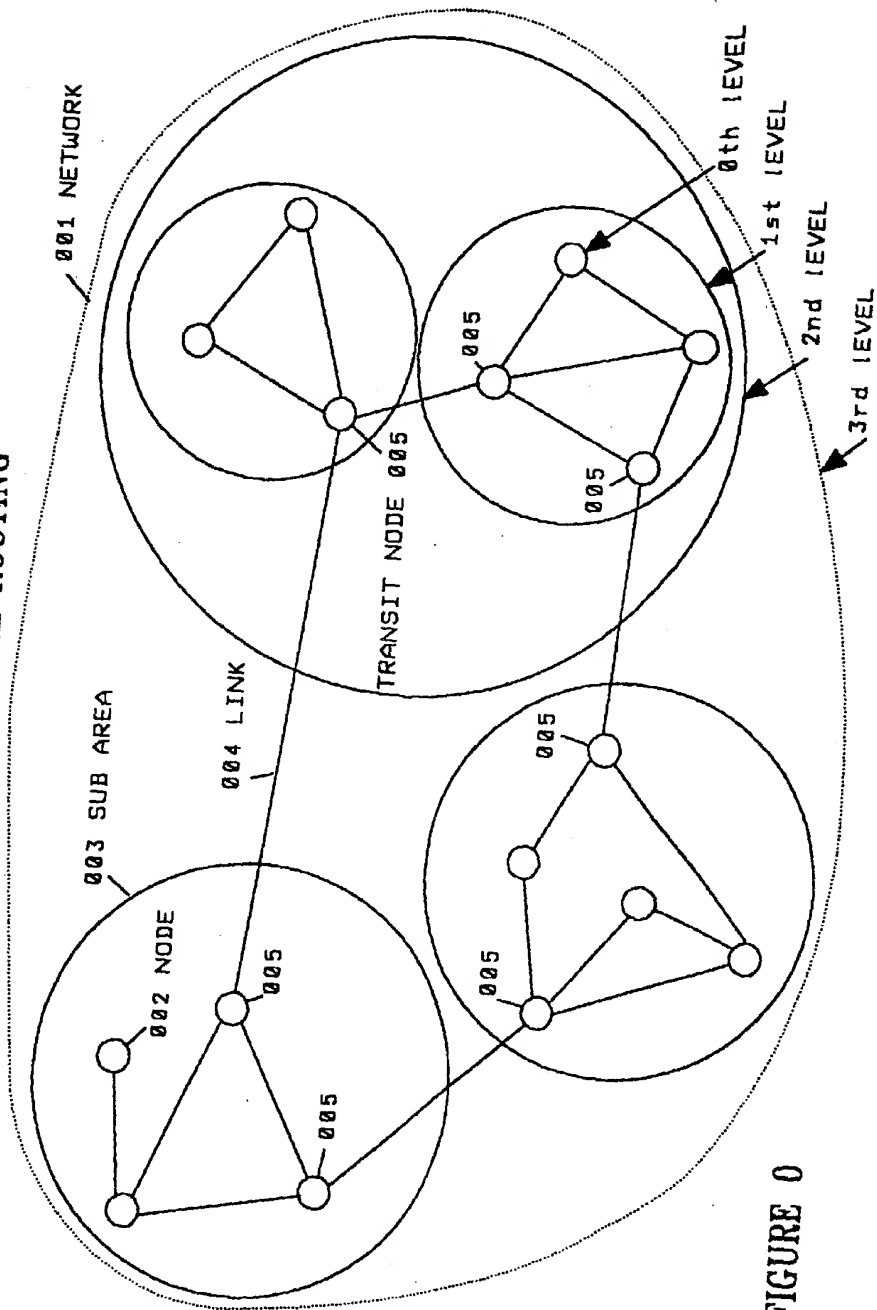 ROUTING
001 NETWORK
003 SUB AREA
002 NODE
004 LINK
005
005
TRANSIT NODE 005
005
005
005
005
0th LEVEL
1st LEVEL
2nd LEVEL
3rd LEVEL
FIGURE 0